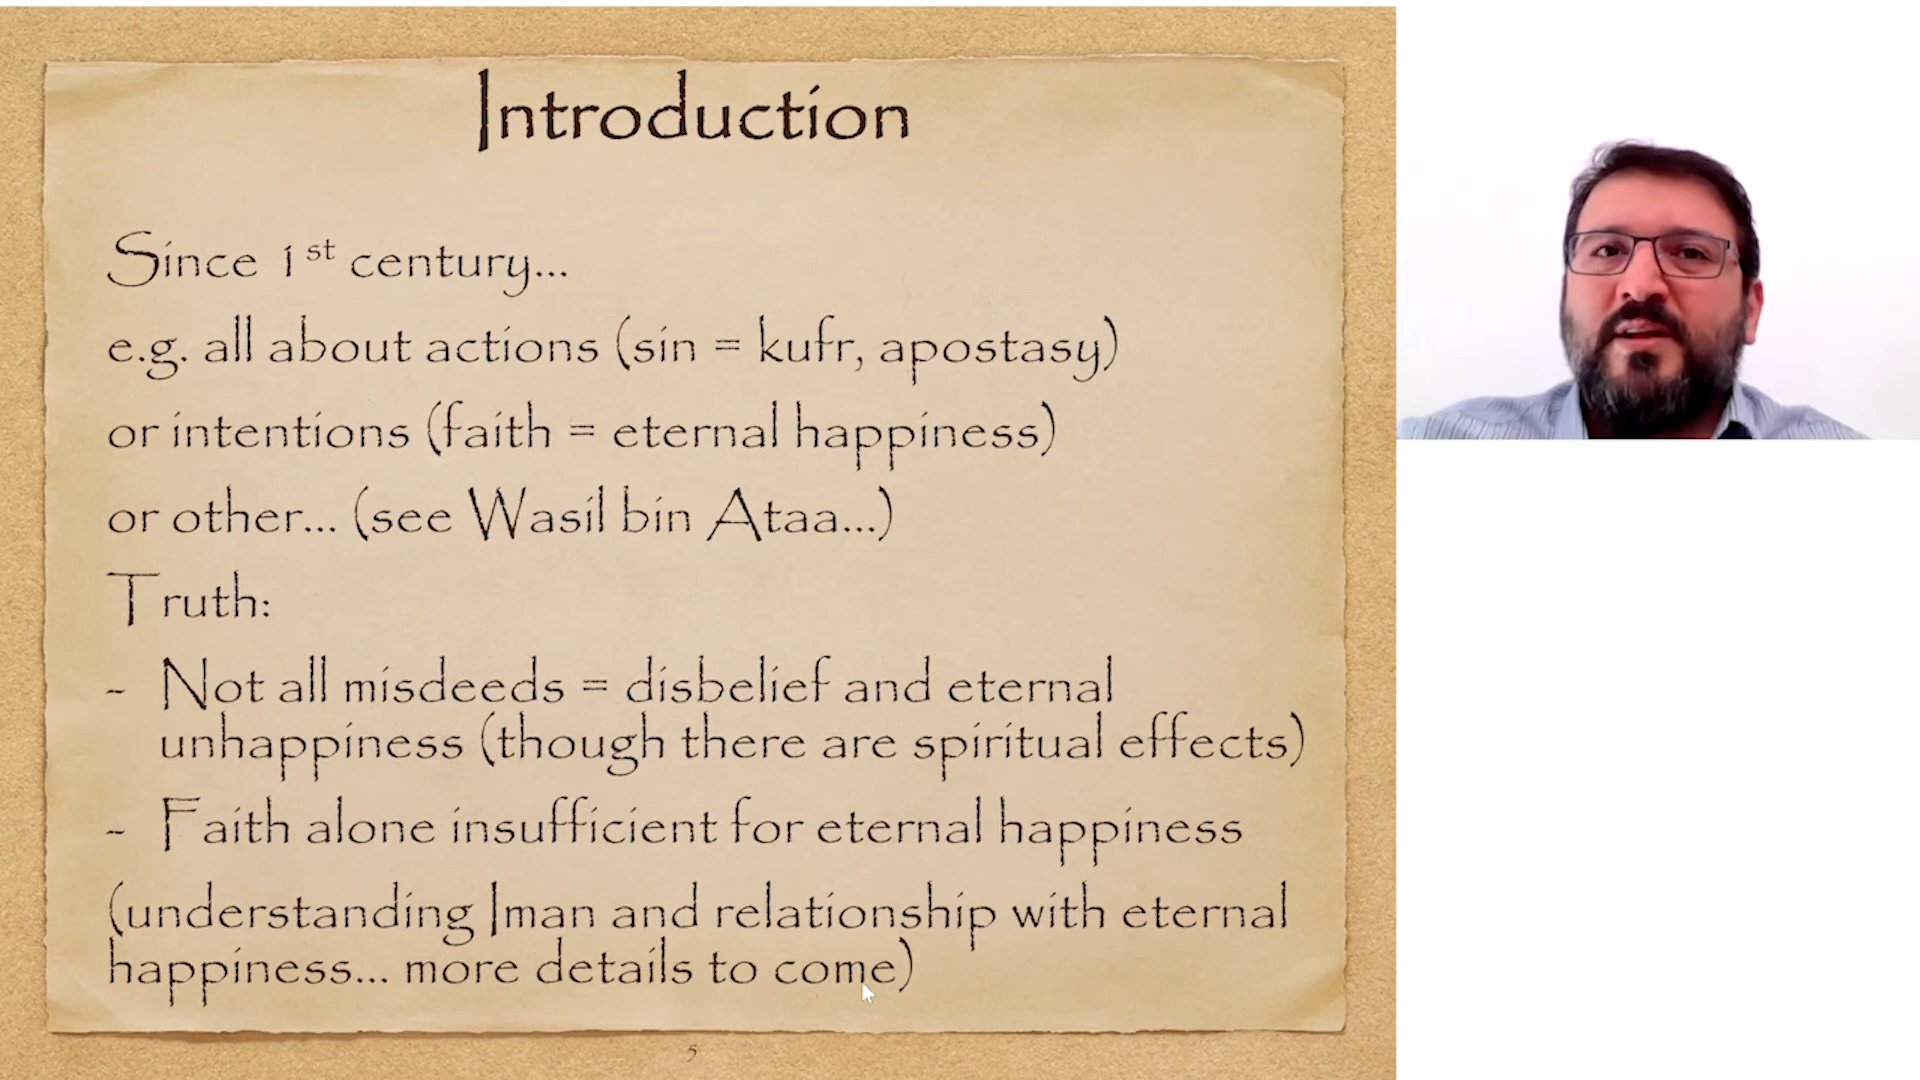 Introduction
Since 1st century...
e.g. all about actions (sin = kufr, apostasy)
or intentions (faith = eternal happiness)
or other... (see Wasil bin Ataa...)
Truth:
- Not all misdeeds = disbelief and eternal
unhappiness (though there are spiritual effects)
- Faith alone insufficient for eternal happiness
(understanding Iman and relationship with eternal
happiness... more details to come)
5